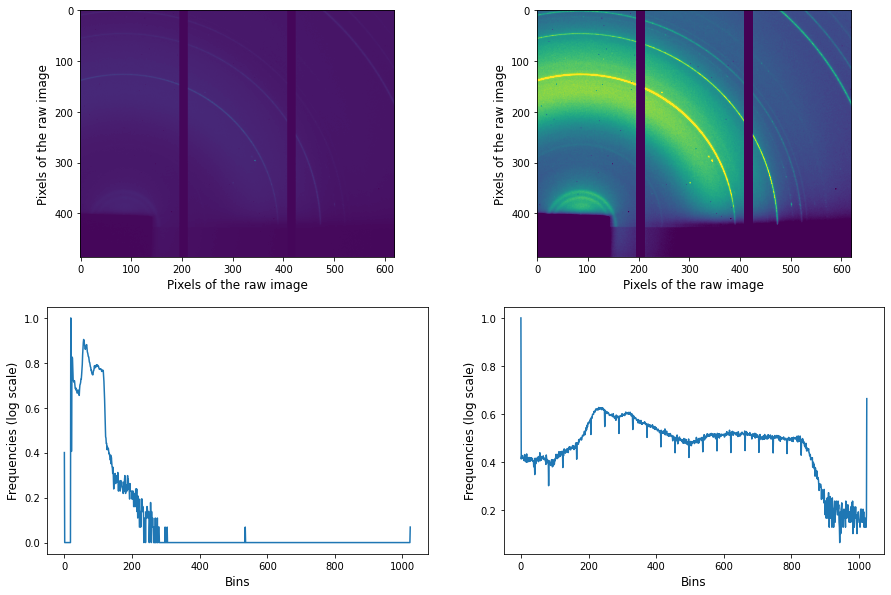 0
100
200
300
400
Pixels of the raw image
0 100 200 300 400 500 600
Pixels of the raw image
0
100
200
300
400
Pixels of the raw image
0 100 200 300 400 500 600
Pixels of the raw image
1.0
0.8
0.6
0.4
0.2
0.0
Frequencies (log scale)
0 200 400 600 800 1000
Bins
1.0
0.8
0.6
0.4
0.2
Frequencies (log scale)
0 200 400 600 800 1000
Bins